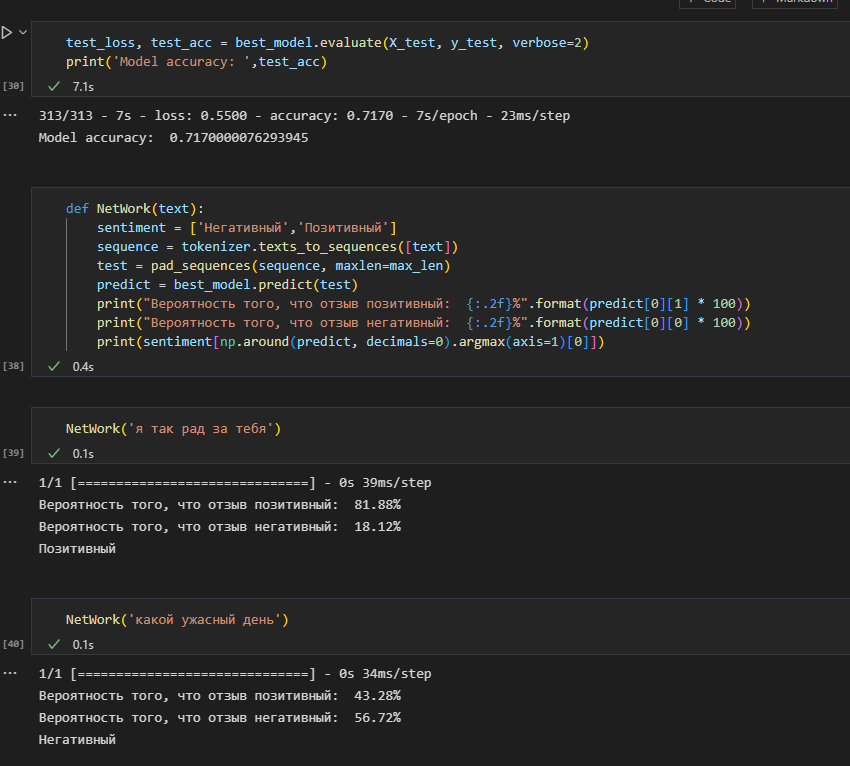 Code Markdown
test_loss, test_acc = best_model.evaluate(X_test, y_test, verbose=2)
print('Model accuracy: ',test_acc)
[30] 7.1s
... 313/313 - 7s - loss: 0.5500 - accuracy: 0.7170 - 7s/epoch - 23ms/step
Model accuracy:  0.7170000076293945
def NetWork(text):
    sentiment = ['Негативный','Позитивный']
    sequence = tokenizer.texts_to_sequences([text])
    test = pad_sequences(sequence, maxlen=max_len)
    predict = best_model.predict(test)
    print("Вероятность того, что отзыв позитивный:  {:.2f}%".format(predict[0][1] * 100))
    print("Вероятность того, что отзыв негативный:  {:.2f}%".format(predict[0][0] * 100))
    print(sentiment[np.around(predict, decimals=0).argmax(axis=1)[0]])
[38] 0.4s
NetWork('я так рад за тебя')
[39] 0.1s
... 1/1 [==============================] - 0s 39ms/step
Вероятность того, что отзыв позитивный:  81.88%
Вероятность того, что отзыв негативный:  18.12%
Позитивный
NetWork('какой ужасный день')
[40] 0.1s
... 1/1 [==============================] - 0s 34ms/step
Вероятность того, что отзыв позитивный:  43.28%
Вероятность того, что отзыв негативный:  56.72%
Негативный